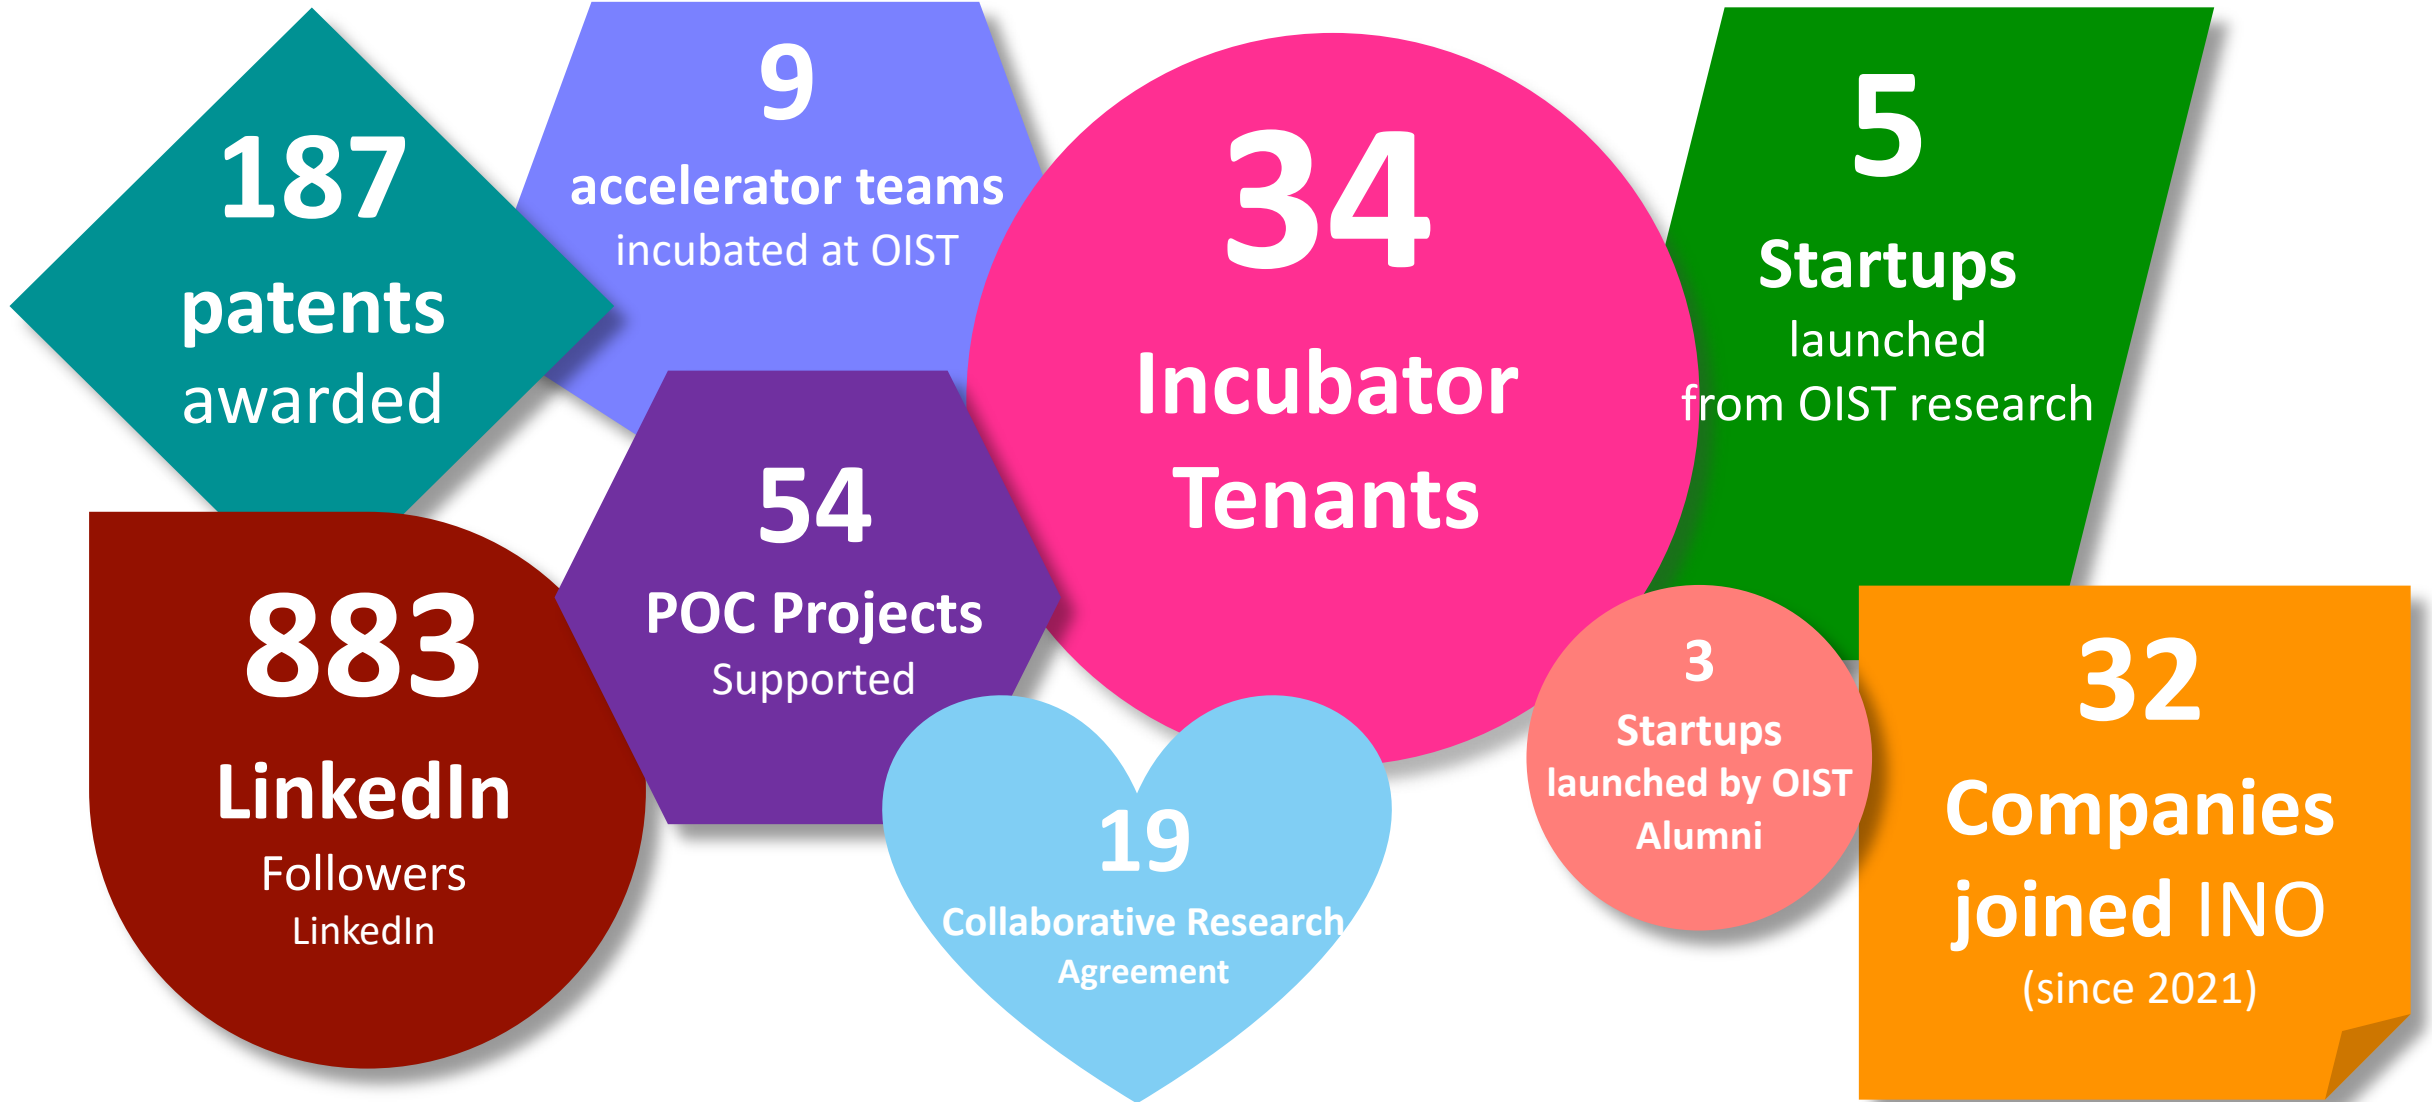 187
patents
awarded
9
accelerator teams
incubated at OIST
34
Incubator
Tenants
5
Startups
launched
from OIST research
883
LinkedIn
Followers
LinkedIn
54
POC Projects
Supported
19
Collaborative Research
Agreement
3
Startups
launched by OIST
Alumni
32
Companies
joined INO
(since 2021)